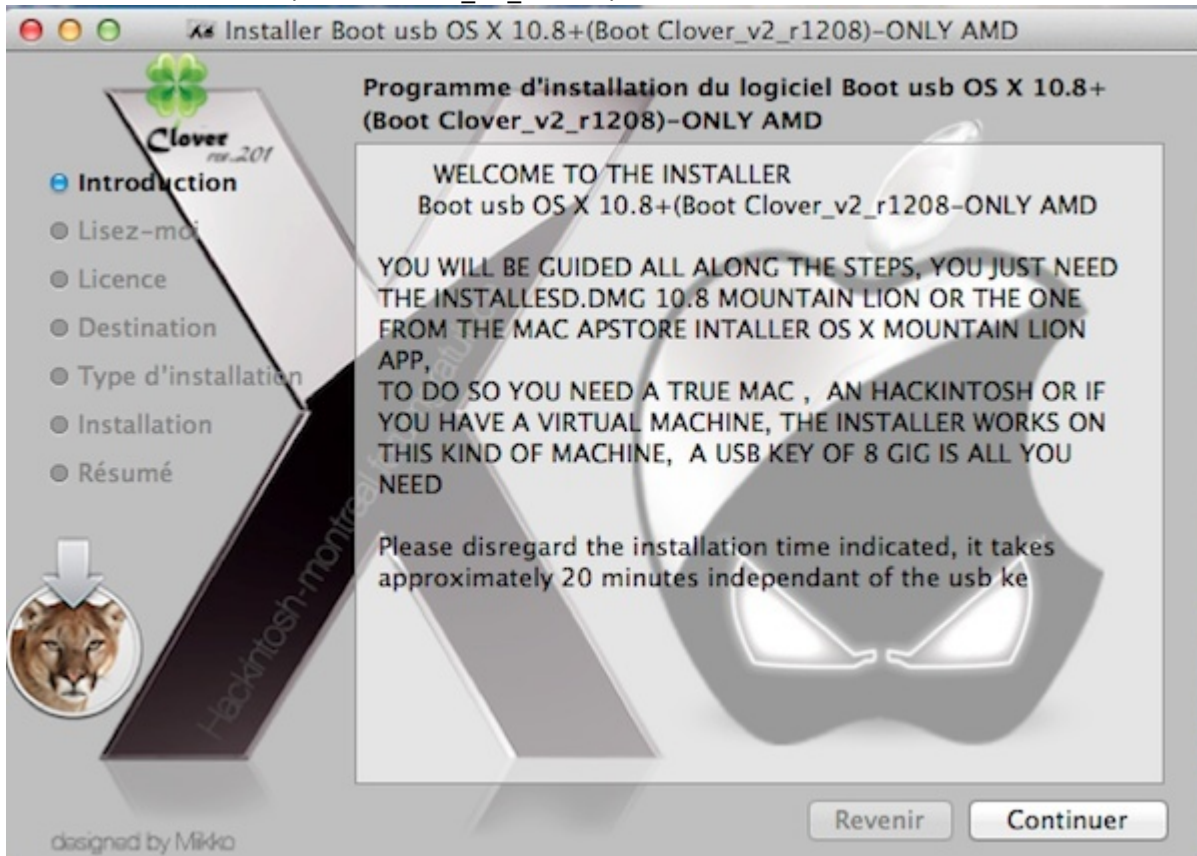 Installer Boot usb OS X 10.8+(Boot Clover_v2_r1208)-ONLY AMD
Clover
Programme d'installation du logiciel Boot usb OS X 10.8+
(Boot Clover_v2_r1208)-ONLY AMD
Introduction
Lisez-moi
Licence
Destination
Type d'installation
Installation
Résumé
WELCOME TO THE INSTALLER
Boot usb OS X 10.8+(Boot Clover_v2_r1208-ONLY AMD
YOU WILL BE GUIDED ALL ALONG THE STEPS, YOU JUST NEED
THE INSTALLESD.DMG 10.8 MOUNTAIN LION OR THE ONE
FROM THE MAC APSTORE INTALLER OS X MOUNTAIN LION
APP,
TO DO SO YOU NEED A TRUE MAC , AN HACKINTOSH OR IF
YOU HAVE A VIRTUAL MACHINE, THE INSTALLER WORKS ON
THIS KIND OF MACHINE, A USB KEY OF 8 GIG IS ALL YOU
NEED
Please disregard the installation time indicated, it takes
approximately 20 minutes independant of the usb ke
Hackintosh-montreal
designed by Mikko
Revenir
Continuer